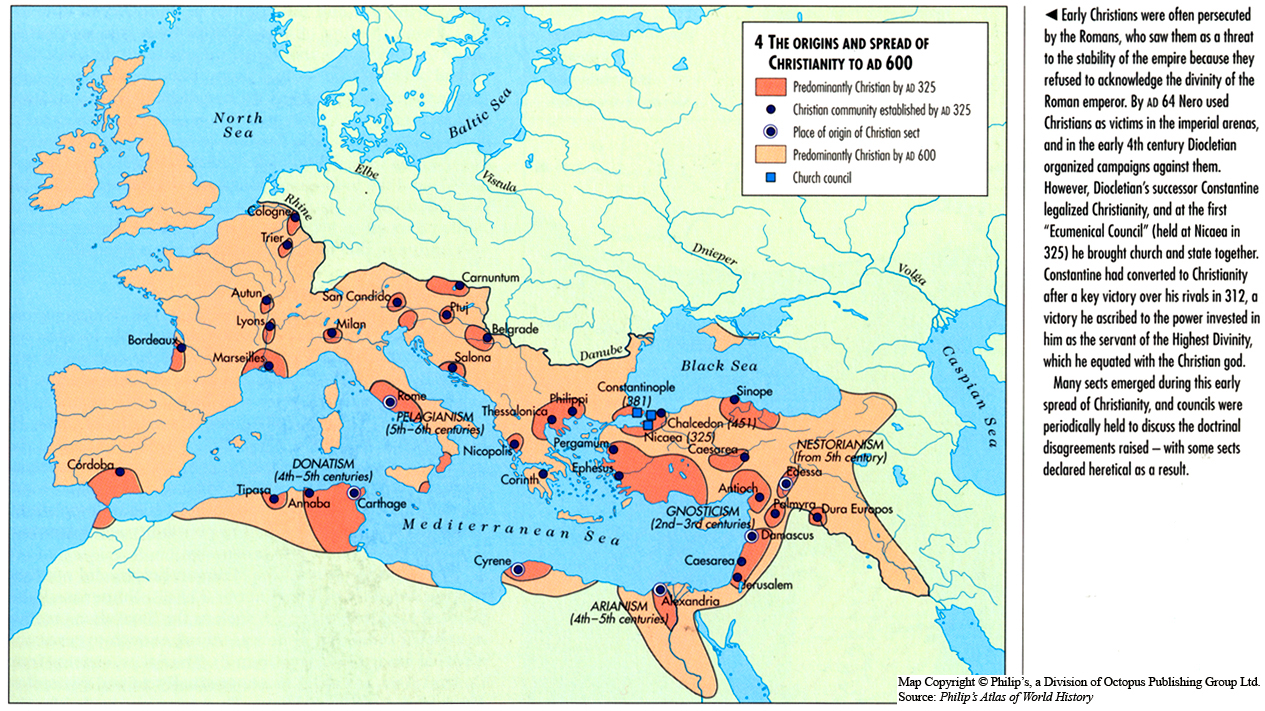 4 THE ORIGINS AND SPREAD OF
CHRISTIANITY TO AD 600
Predominantly Christian by AD 325
Christian community established by AD 325
Place of origin of Christian sect
Predominantly Christian by AD 600
Church council
North
Sea
Baltic Sea
Elbe
Vistula
Rhine
Cologne
Trier
Dnieper
Volga
Carnuntum
Autun
San Candido
Ptuj
Lyons
Milan
Belgrade
Bordeaux
Marseilles
Salona
Danube
Black Sea
Caspian Sea
Constantinople
(381)
Sinope
Rome
PELAGIANISM
(5th–6th centuries)
Philippi
Thessalonica
Chalcedon (451)
Nicaea (325)
Nicopolis
Pergamum
Caesarea
NESTORIANISM
(from 5th century)
Córdoba
DONATISM
(4th–5th centuries)
Corinth
Ephesus
Edessa
Tipasa
Annaba
Carthage
Antioch
GNOSTICISM
(2nd–3rd centuries)
Palmyra
Dura Europos
Mediterranean Sea
Damascus
Cyrene
Caesarea
Jerusalem
ARIANISM
(4th–5th centuries)
Alexandria
◄ Early Christians were often persecuted
by the Romans, who saw them as a threat
to the stability of the empire because they
refused to acknowledge the divinity of the
Roman emperor. By AD 64 Nero used
Christians as victims in the imperial arenas,
and in the early 4th century Diocletian
organized campaigns against them.
However, Diocletian's successor Constantine
legalized Christianity, and at the first
"Ecumenical Council" (held at Nicaea in
325) he brought church and state together.
Constantine had converted to Christianity
after a key victory over his rivals in 312, a
victory he ascribed to the power invested in
him as the servant of the Highest Divinity,
which he equated with the Christian god.
Many sects emerged during this early
spread of Christianity, and councils were
periodically held to discuss the doctrinal
disagreements raised – with some sects
declared heretical as a result.
Map Copyright © Philip's, a Division of Octopus Publishing Group Ltd.
Source: Philip's Atlas of World History